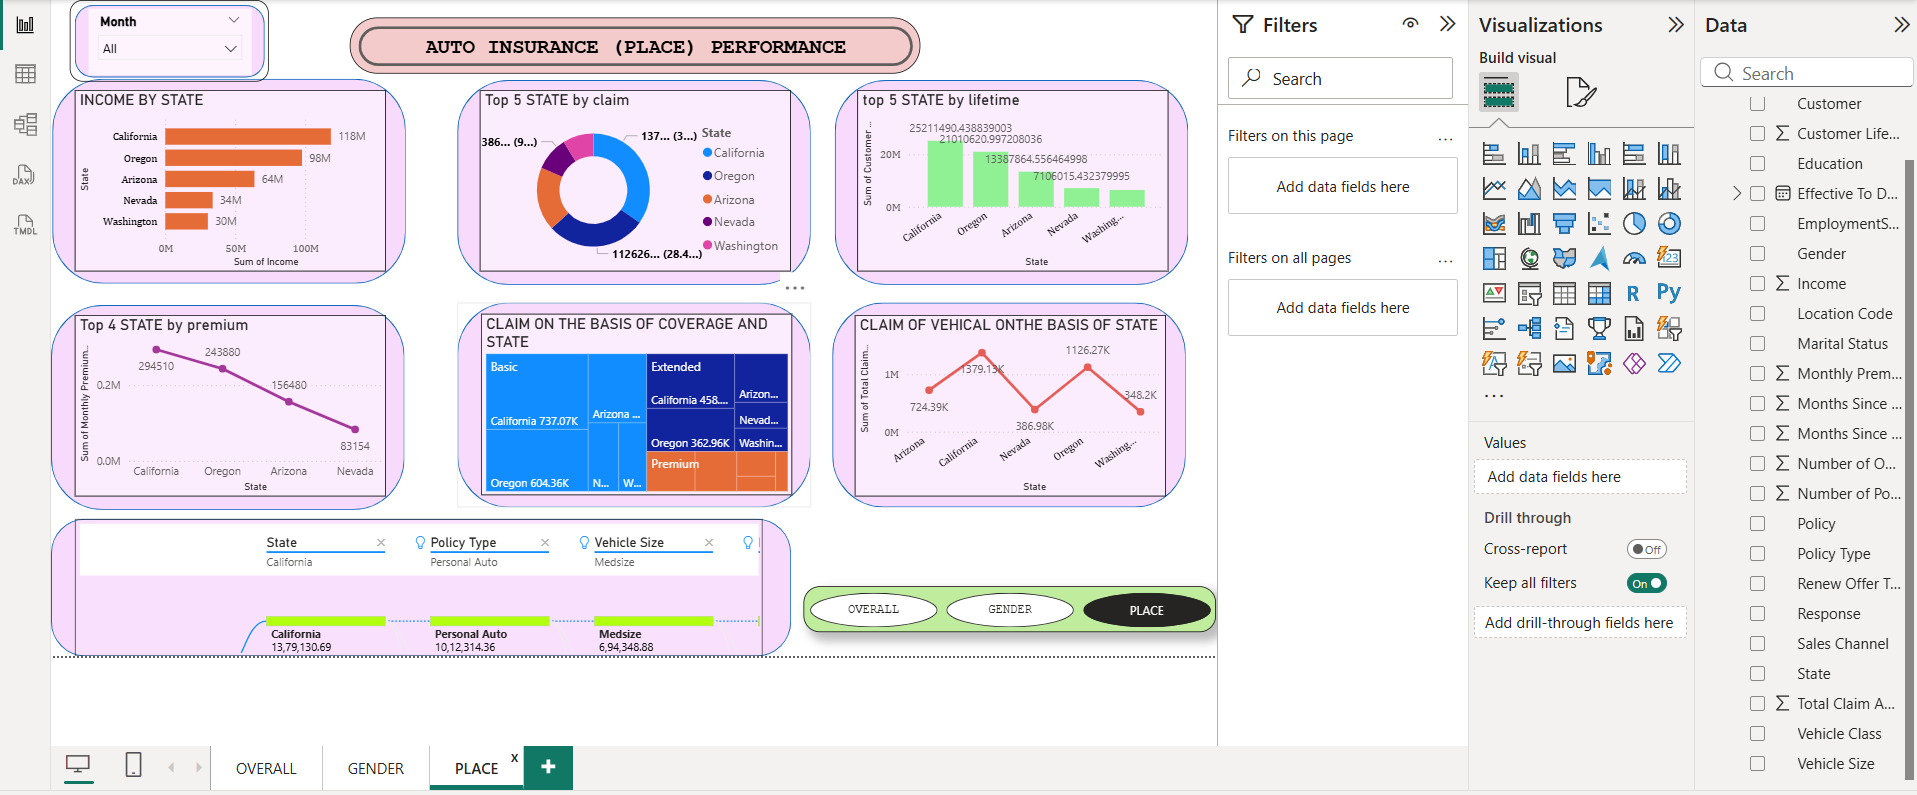 Month
All
AUTO INSURANCE (PLACE) PERFORMANCE
INCOME BY STATE
State
California
Oregon
Arizona
Nevada
Washington
118M
98M
64M
34M
30M
0M
50M
100M
Sum of Income
Top 5 STATE by claim
386... (9...)
137... (3...)
112626... (28.4...)
State
California
Oregon
Arizona
Nevada
Washington
top 5 STATE by lifetime
Sum of Customer ...
20M
0M
25211490.438839003
21010620.997208036
13387864.556464998
7106015.432379995
California
Oregon
Arizona
Nevada
Washing...
State
Top 4 STATE by premium
Sum of Monthly Premium...
0.2M
0.0M
294510
243880
156480
83154
California
Oregon
Arizona
Nevada
State
CLAIM ON THE BASIS OF COVERAGE AND
STATE
Basic
California 737.07K
Oregon 604.36K
Arizona ...
N...
W...
Extended
California 458....
Oregon 362.96K
Arizon...
Nevad...
Washin...
Premium
CLAIM OF VEHICAL ONTHE BASIS OF STATE
Sum of Total Claim...
1M
0M
724.39K
1379.13K
386.98K
1126.27K
348.2K
Arizona
California
Nevada
Oregon
Washing...
State
State
California
Policy Type
Personal Auto
Vehicle Size
Medsize
California
13,79,130.69
Personal Auto
10,12,314.36
Medsize
6,94,348.88
OVERALL
GENDER
PLACE
OVERALL
GENDER
PLACE
X
+
DAX
TMDL
Filters
Search
Filters on this page
...
Add data fields here
Filters on all pages
...
Add data fields here
Visualizations
Build visual
123
R
Py
...
Values
Add data fields here
Drill through
Cross-report
Off
Keep all filters
On
Add drill-through fields here
Data
Search
Customer
Customer Life...
Education
Effective To D...
EmploymentS...
Gender
Income
Location Code
Marital Status
Monthly Prem...
Months Since ...
Months Since ...
Number of O...
Number of Po...
Policy
Policy Type
Renew Offer T...
Response
Sales Channel
State
Total Claim A...
Vehicle Class
Vehicle Size